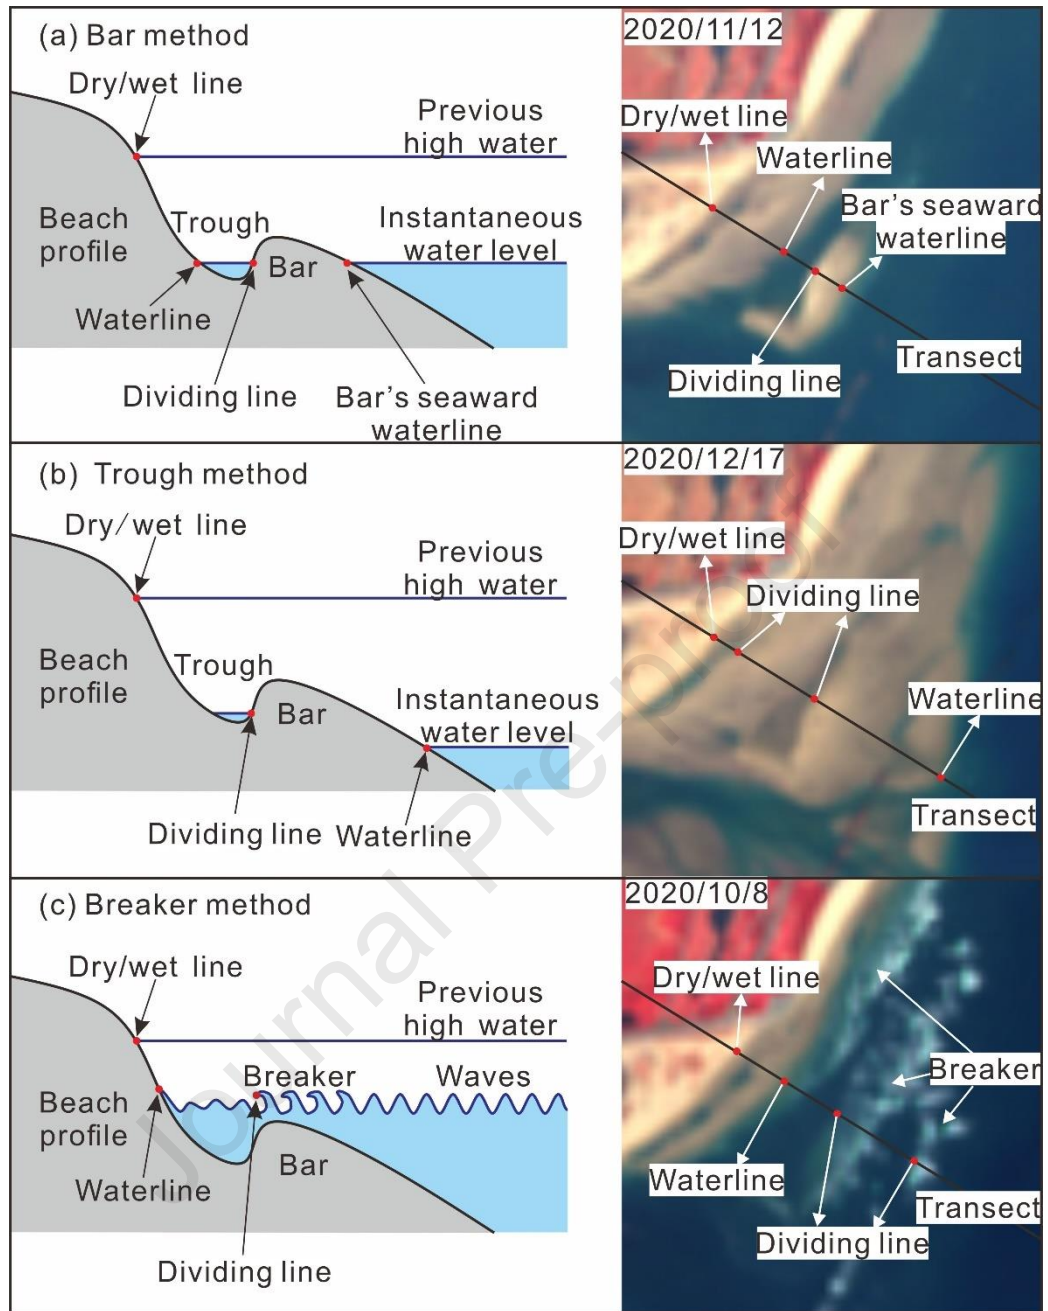 (a) Bar method
Dry/wet line
Previous
high water
Beach
profile
Trough
Instantaneous
water level
Bar
Waterline
Dividing line
Bar's seaward
waterline
2020/11/12
Dry/wet line
Waterline
Bar's seaward
waterline
Transect
Dividing line
(b) Trough method
Dry/wet line
Previous
high water
Beach
profile
Trough
Bar
Instantaneous
water level
Dividing line
Waterline
2020/12/17
Dry/wet line
Dividing line
Waterline
Transect
(c) Breaker method
Dry/wet line
Previous
high water
Breaker
Waves
Beach
profile
Bar
Waterline
Dividing line
2020/10/8
Dry/wet line
Breaker
Waterline
Transect
Dividing line
Journal Pre-proof